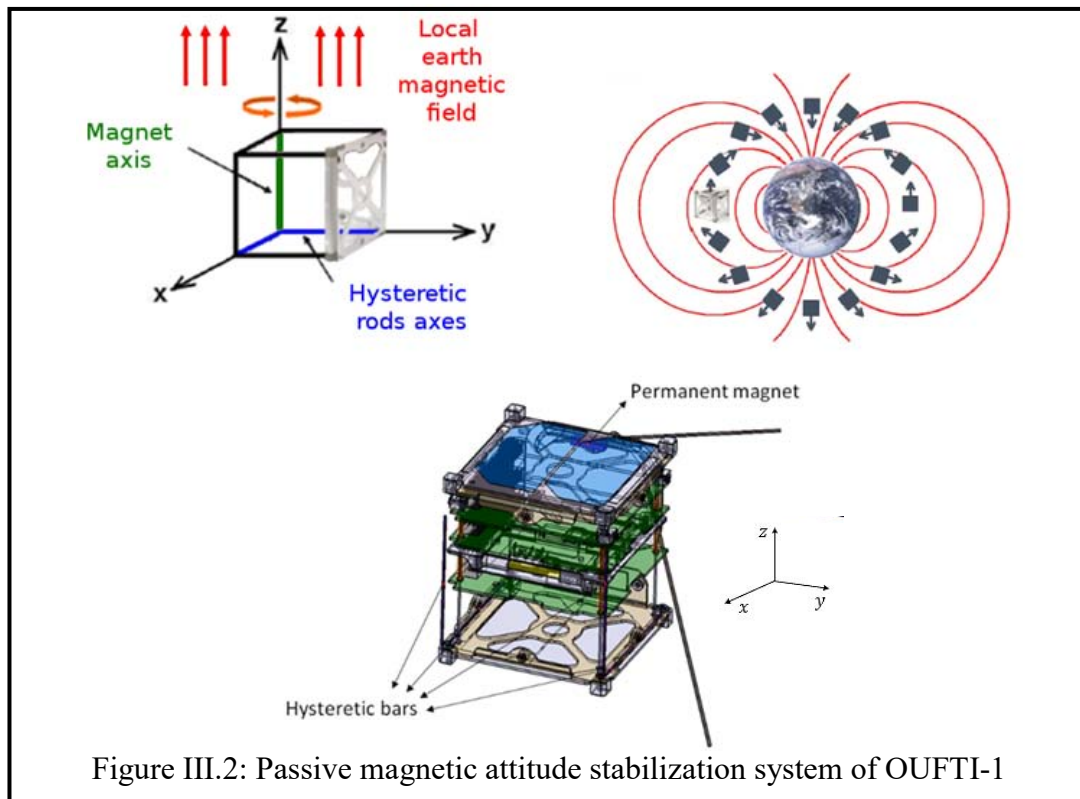 z
Local
earth
magnetic
field
Magnet
axis
y
x
Hysteretic
rods axes
Permanent magnet
z
x
y
Hysteretic bars
Figure III.2: Passive magnetic attitude stabilization system of OUFTI-1